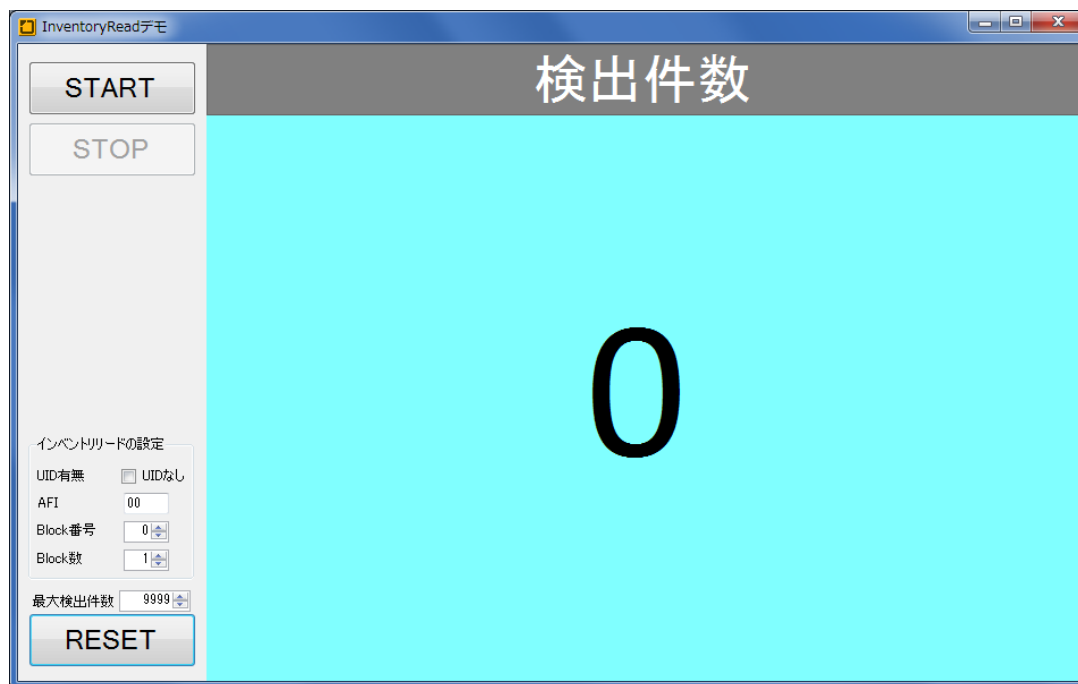 InventoryReadデモ
START
STOP
検出件数
0
インベントリリードの設定
UID有無 UIDなし
AFI 00
Block番号 0
Block数 1
最大検出件数 9999
RESET